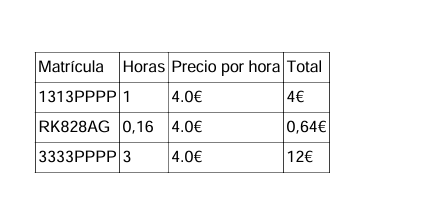 Matrícula Horas Precio por hora Total
1313PPPP 1 4.0€ 4€
RK828AG 0,16 4.0€ 0,64€
3333PPPP 3 4.0€ 12€